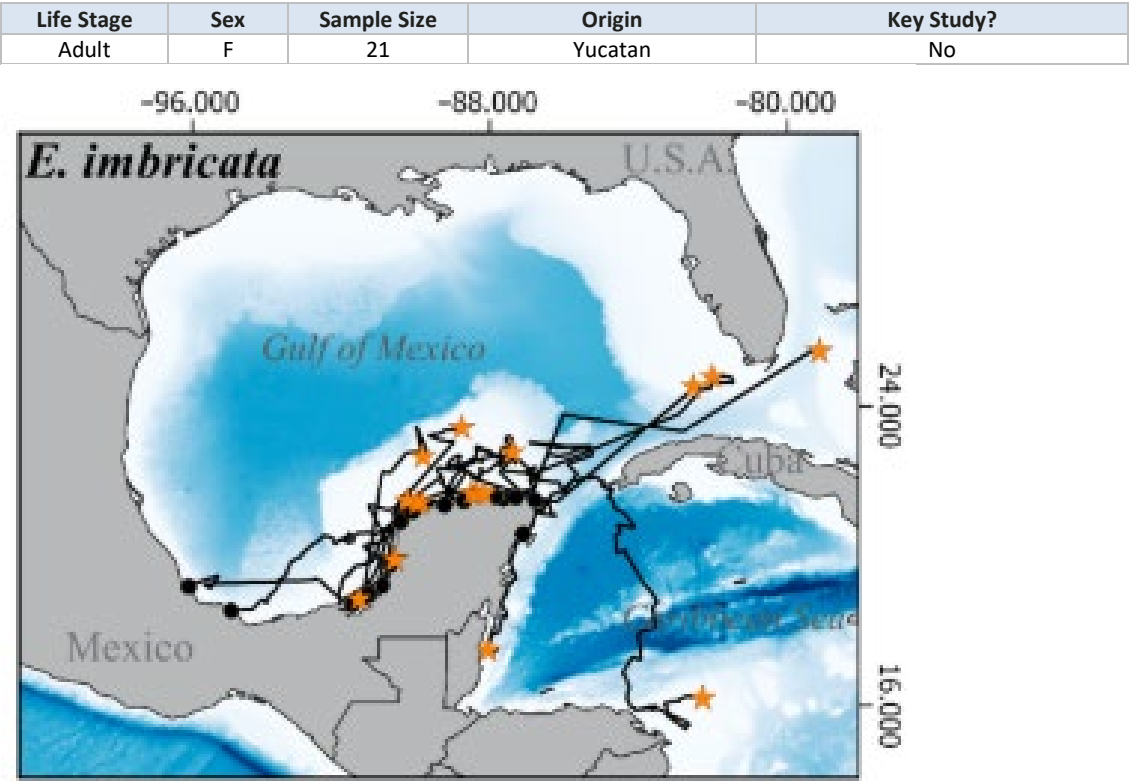 Life Stage Sex Sample Size Origin Key Study?
Adult F 21 Yucatan No
-96.000 -88.000 -80.000
E. imbricata
U.S.A.
Gulf of Mexico
24.000
Cuba
Caribbean Sea
Mexico
16.000